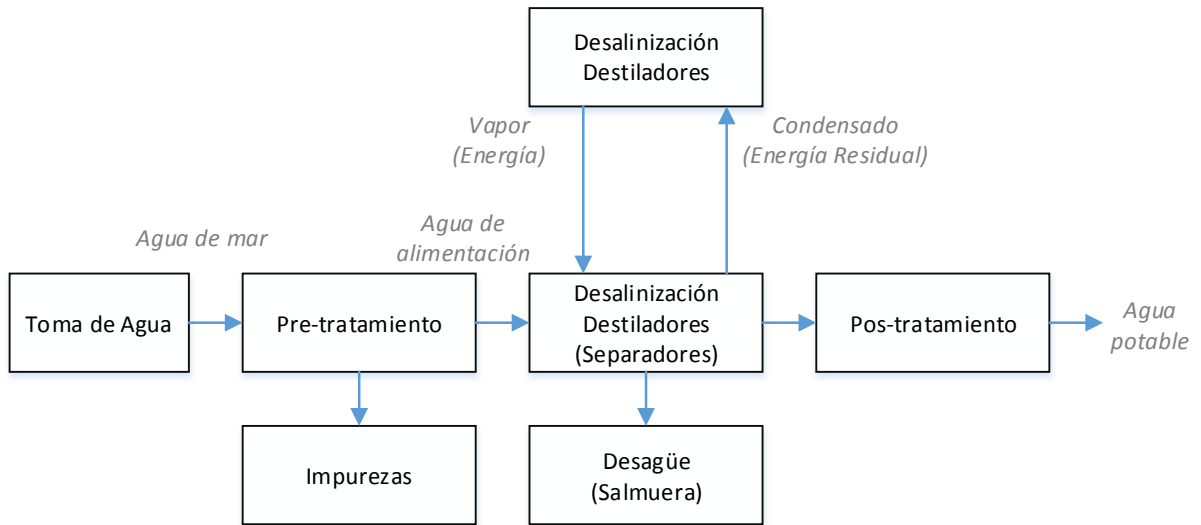 Desalinización
Destiladores
Vapor
(Energía)
Condensado
(Energía Residual)
Agua de mar
Agua de
alimentación
Toma de Agua
Pre-tratamiento
Desalinización
Destiladores
(Separadores)
Pos-tratamiento
Agua
potable
Impurezas
Desagüe
(Salmuera)